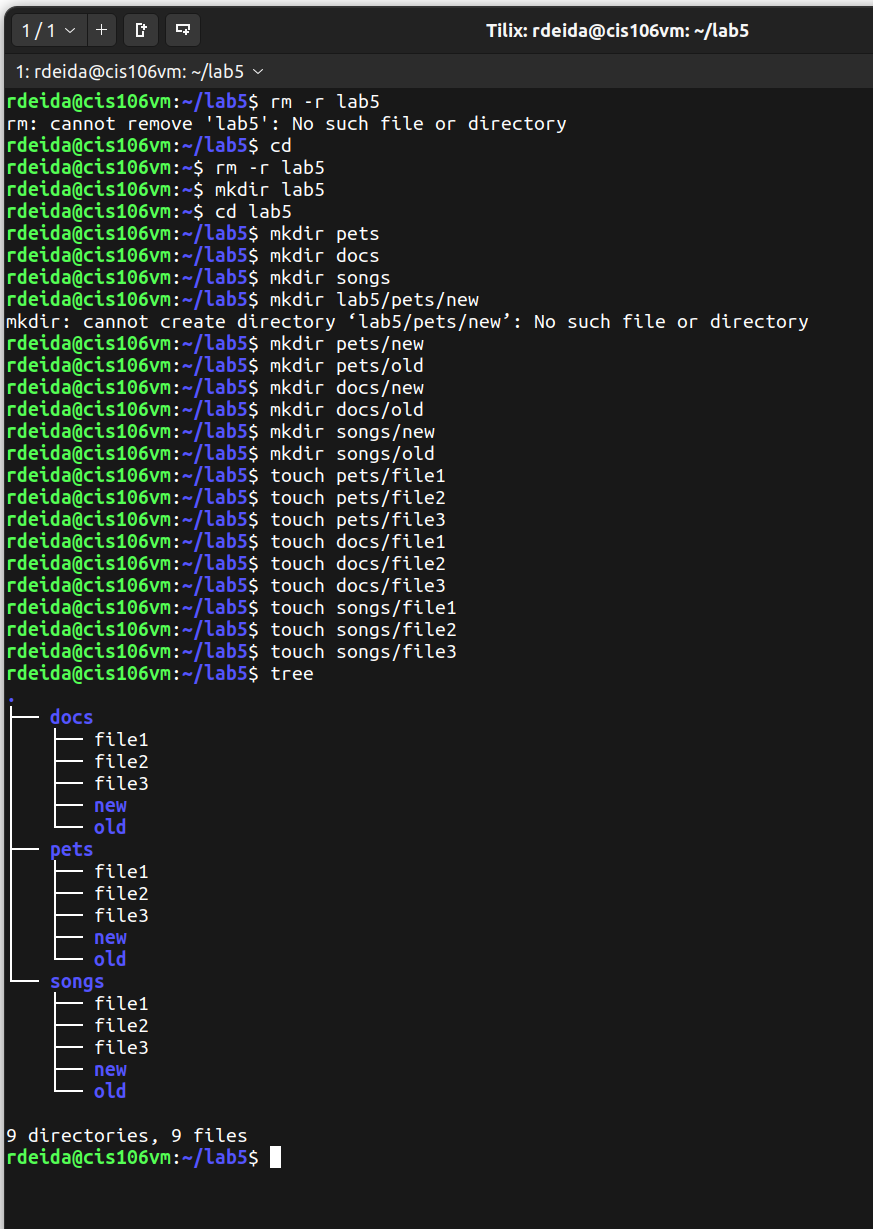 1 / 1
Tilix: rdeida@cis106vm: ~/lab5
1: rdeida@cis106vm: ~/lab5
rdeida@cis106vm:~/lab5$ rm -r lab5
rm: cannot remove 'lab5': No such file or directory
rdeida@cis106vm:~/lab5$ cd
rdeida@cis106vm:~$ rm -r lab5
rdeida@cis106vm:~$ mkdir lab5
rdeida@cis106vm:~$ cd lab5
rdeida@cis106vm:~/lab5$ mkdir pets
rdeida@cis106vm:~/lab5$ mkdir docs
rdeida@cis106vm:~/lab5$ mkdir songs
rdeida@cis106vm:~/lab5$ mkdir lab5/pets/new
mkdir: cannot create directory ‘lab5/pets/new’: No such file or directory
rdeida@cis106vm:~/lab5$ mkdir pets/new
rdeida@cis106vm:~/lab5$ mkdir pets/old
rdeida@cis106vm:~/lab5$ mkdir docs/new
rdeida@cis106vm:~/lab5$ mkdir docs/old
rdeida@cis106vm:~/lab5$ mkdir songs/new
rdeida@cis106vm:~/lab5$ mkdir songs/old
rdeida@cis106vm:~/lab5$ touch pets/file1
rdeida@cis106vm:~/lab5$ touch pets/file2
rdeida@cis106vm:~/lab5$ touch pets/file3
rdeida@cis106vm:~/lab5$ touch docs/file1
rdeida@cis106vm:~/lab5$ touch docs/file2
rdeida@cis106vm:~/lab5$ touch docs/file3
rdeida@cis106vm:~/lab5$ touch songs/file1
rdeida@cis106vm:~/lab5$ touch songs/file2
rdeida@cis106vm:~/lab5$ touch songs/file3
rdeida@cis106vm:~/lab5$ tree
.
├── docs
│   ├── file1
│   ├── file2
│   ├── file3
│   ├── new
│   └── old
├── pets
│   ├── file1
│   ├── file2
│   ├── file3
│   ├── new
│   └── old
└── songs
    ├── file1
    ├── file2
    ├── file3
    ├── new
    └── old
9 directories, 9 files
rdeida@cis106vm:~/lab5$